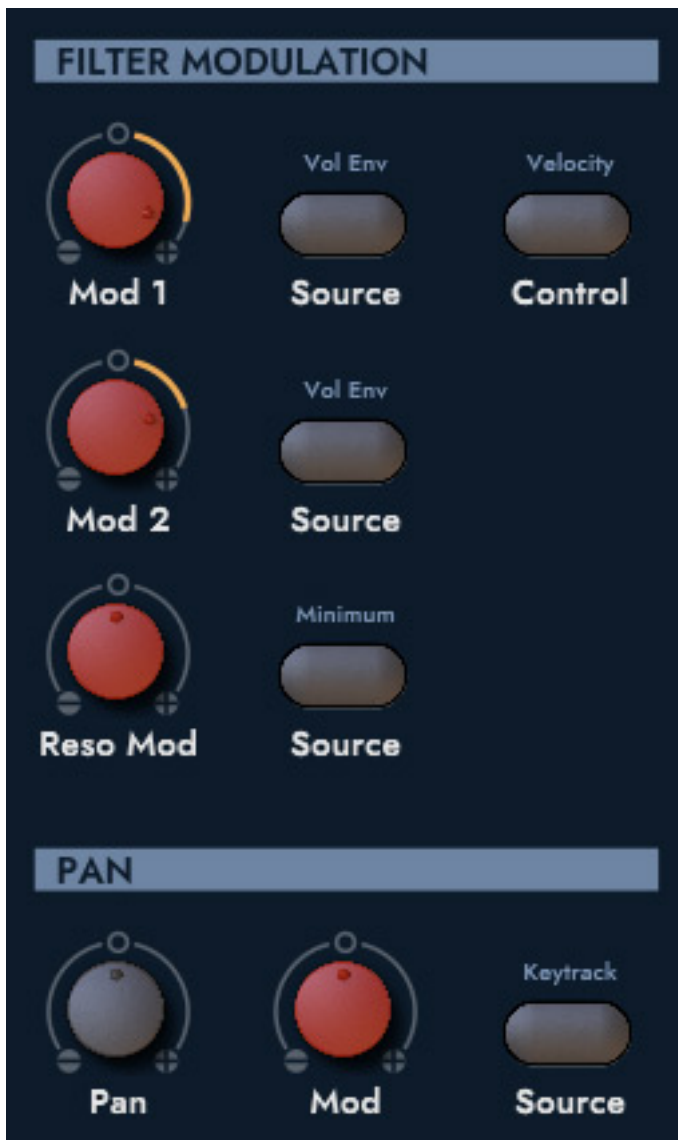 FILTER MODULATION
Vol Env Velocity
Mod 1 Source Control
Vol Env
Mod 2 Source
Minimum
Reso Mod Source
PAN
Keytrack
Pan Mod Source